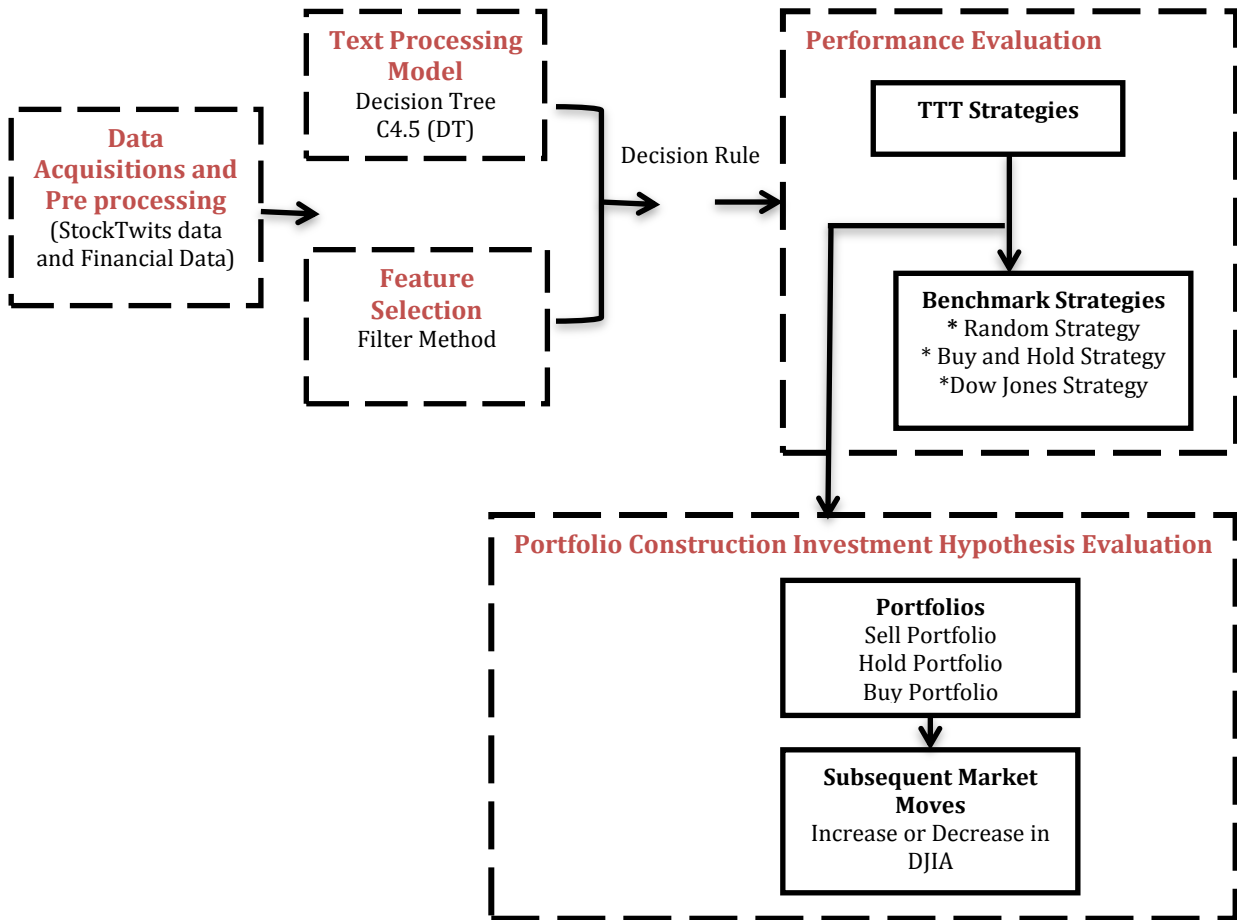 Data
Acquisitions and
Pre processing
(StockTwits data
and Financial Data)
Text Processing
Model
Decision Tree
C4.5 (DT)
Feature
Selection
Filter Method
Decision Rule
Performance Evaluation
TTT Strategies
Benchmark Strategies
* Random Strategy
* Buy and Hold Strategy
*Dow Jones Strategy
Portfolio Construction Investment Hypothesis Evaluation
Portfolios
Sell Portfolio
Hold Portfolio
Buy Portfolio
Subsequent Market
Moves
Increase or Decrease in
DJIA